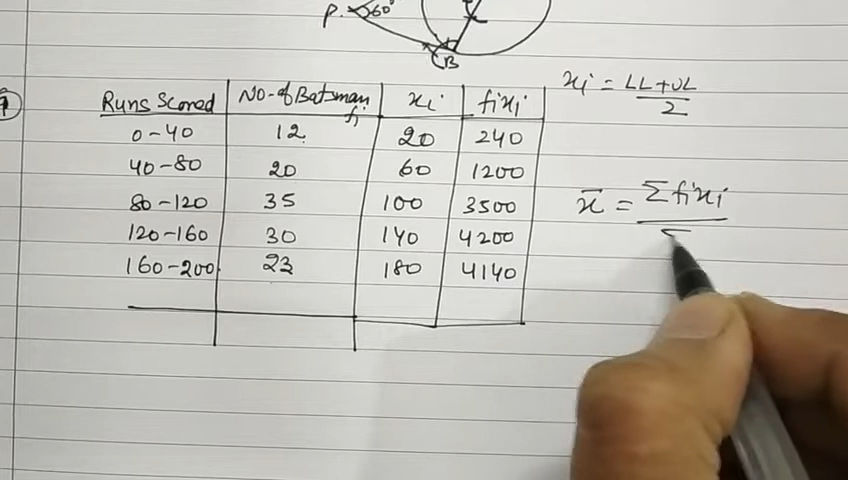 P. 60°
B
9
Runs Scored No-of Batsman fi xi fixi
0-40 12 20 240
40-80 20 60 1200
80-120 35 100 3500
120-160 30 140 4200
160-200 23 180 4140
xi = LL+UL
2
x̄ = Σfixi
Σ